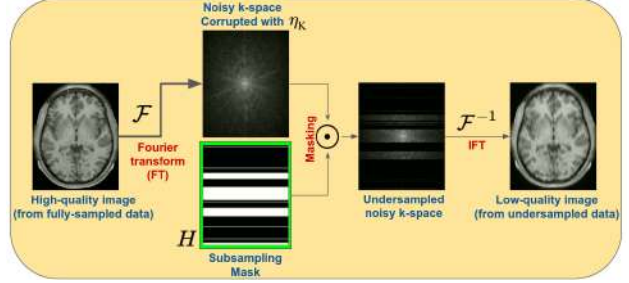 Noisy k-space
Corrupted with η_K
F
Fourier
transform
(FT)
High-quality image
(from fully-sampled data)
H
Subsampling
Mask
Masking
Undersampled
noisy k-space
F⁻¹
IFT
Low-quality image
(from undersampled data)